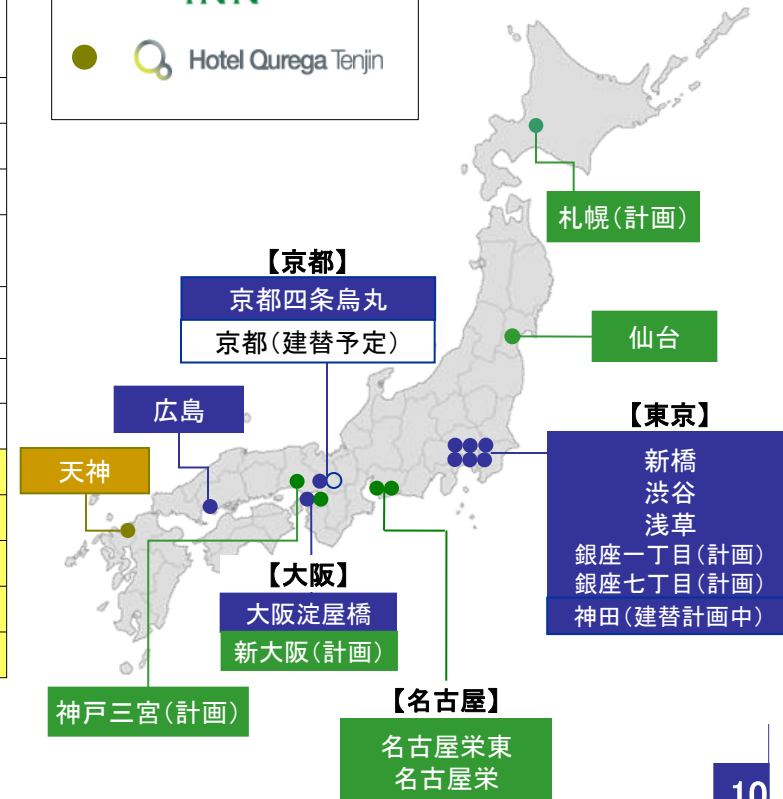 INN
Hotel Qurega Tenjin
札幌(計画)
【京都】
京都四条烏丸
京都(建替予定)
仙台
広島
【東京】
新橋
渋谷
浅草
銀座一丁目(計画)
銀座七丁目(計画)
神田(建替計画中)
天神
【大阪】
大阪淀屋橋
新大阪(計画)
神戸三宮(計画)
【名古屋】
名古屋栄東
名古屋栄
10